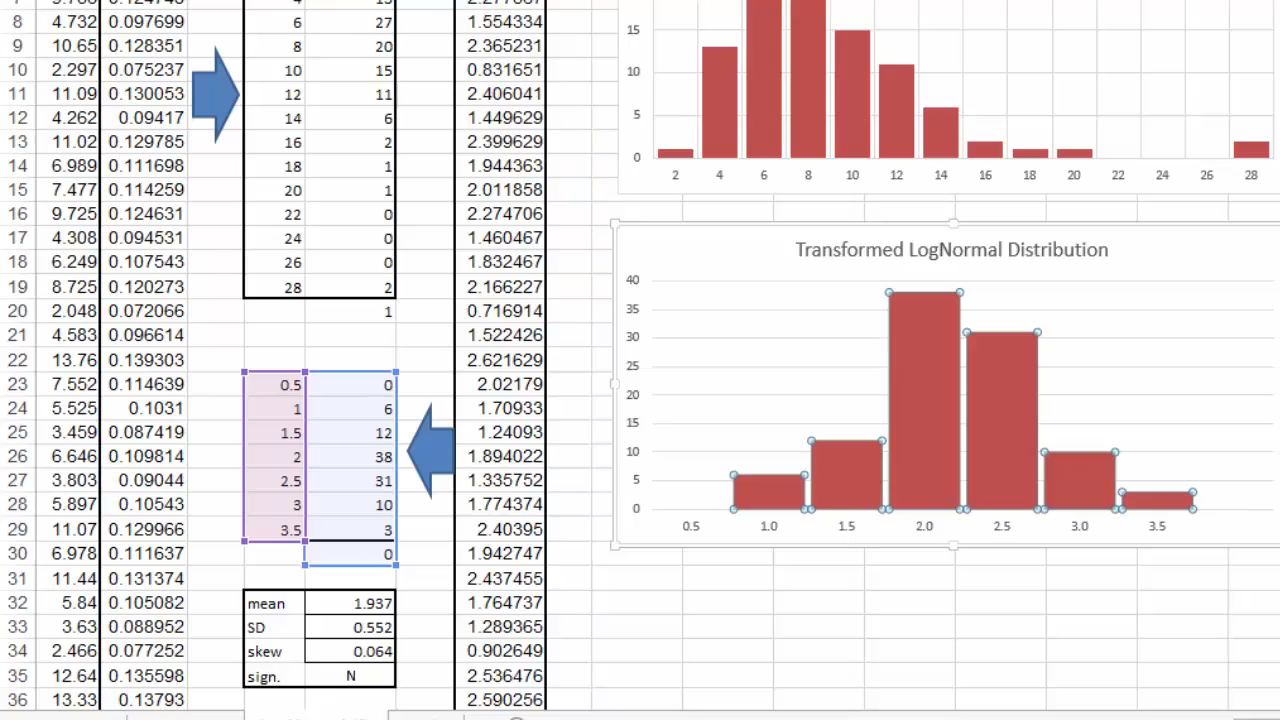 8 4.732 0.097699 6 27 1.554334
9 10.65 0.128351 8 20 2.365231
10 2.297 0.075237 10 15 0.831651
11 11.09 0.130053 12 11 2.406041
12 4.262 0.09417 14 6 1.449629
13 11.02 0.129785 16 2 2.399629
14 6.989 0.111698 18 1 1.944363
15 7.477 0.114259 20 1 2.011858
16 9.725 0.124631 22 0 2.274706
17 4.308 0.094531 24 0 1.460467
18 6.249 0.107543 26 0 1.832467
19 8.725 0.120273 28 2 2.166227
20 2.048 0.072066 1 0.716914
21 4.583 0.096614 1.522426
22 13.76 0.139303 2.621629
23 7.552 0.114639 0.5 0 2.02179
24 5.525 0.1031 1 6 1.70933
25 3.459 0.087419 1.5 12 1.24093
26 6.646 0.109814 2 38 1.894022
27 3.803 0.09044 2.5 31 1.335752
28 5.897 0.10543 3 10 1.774374
29 11.07 0.129966 3.5 3 2.40395
30 6.978 0.111637 0 1.942747
31 11.44 0.131374 2.437455
32 5.84 0.105082 mean 1.937 1.764737
33 3.63 0.088952 SD 0.552 1.289365
34 2.466 0.077252 skew 0.064 0.902649
35 12.64 0.135598 sign. N 2.536476
36 13.33 0.13793 2.590256
15
10
5
0
2 4 6 8 10 12 14 16 18 20 22 24 26 28
Transformed LogNormal Distribution
40
35
30
25
20
15
10
5
0
0.5 1.0 1.5 2.0 2.5 3.0 3.5